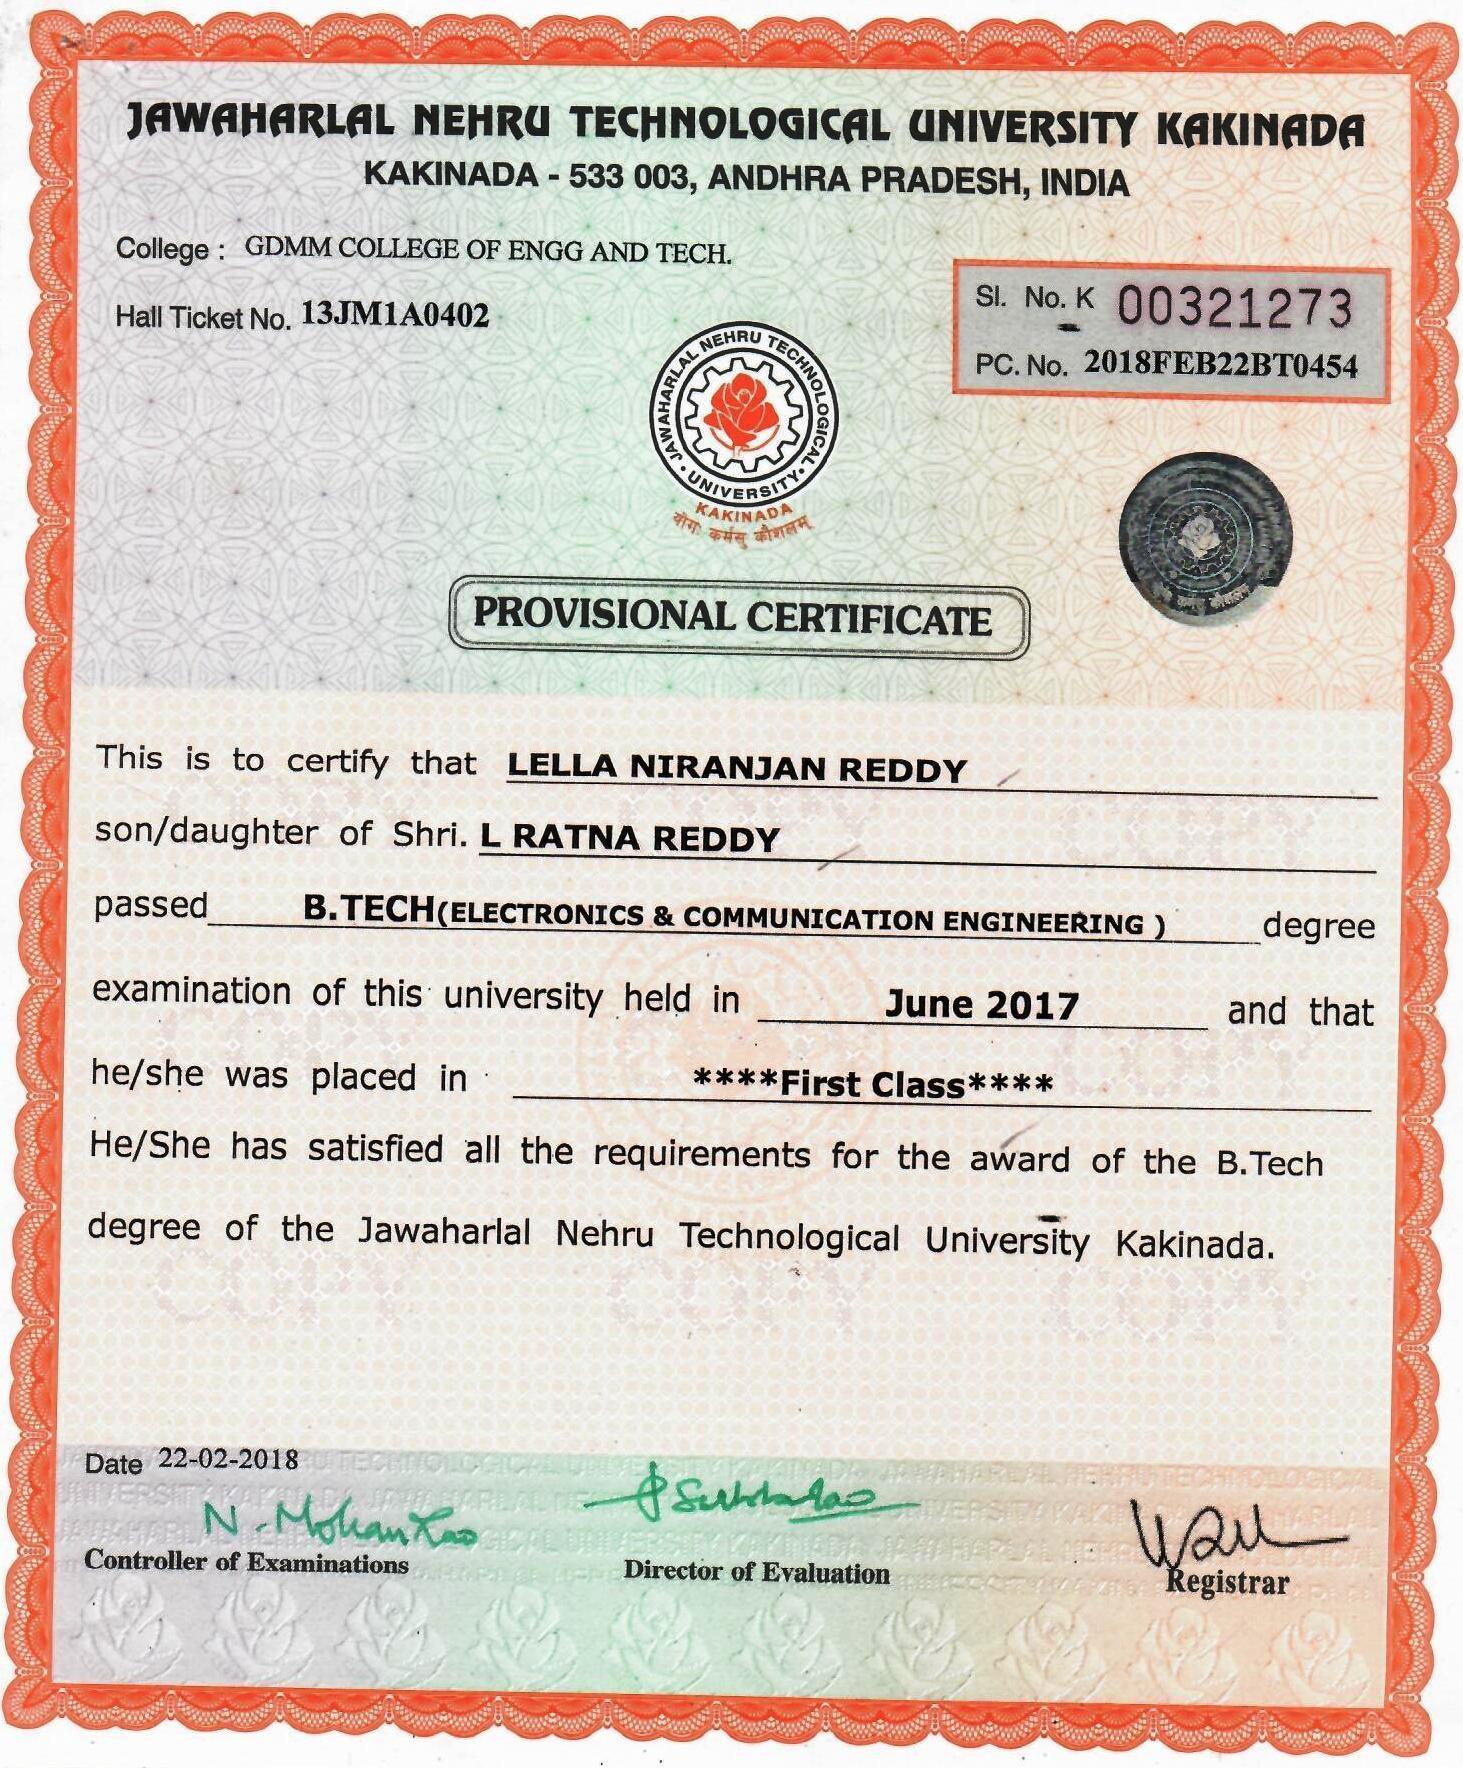 JAWAHARLAL NEHRU TECHNOLOGICAL UNIVERSITY KAKINADA
KAKINADA - 533 003, ANDHRA PRADESH, INDIA
College : GDMM COLLEGE OF ENGG AND TECH.
Hall Ticket No. 13JM1A0402
Sl. No. K 00321273
PC. No. 2018FEB22BT0454
JAWAHARLAL NEHRU TECHNOLOGICAL
UNIVERSITY
KAKINADA
योगः कर्मसु कौशलम्
PROVISIONAL CERTIFICATE
This is to certify that LELLA NIRANJAN REDDY
son/daughter of Shri. L RATNA REDDY
passed B.TECH(ELECTRONICS & COMMUNICATION ENGINEERING ) degree
examination of this university held in June 2017 and that
he/she was placed in ****First Class****
He/She has satisfied all the requirements for the award of the B.Tech
degree of the Jawaharlal Nehru Technological University Kakinada.
COPY COPY COPY
Date 22-02-2018
N. Mohan Rao
Controller of Examinations
Director of Evaluation
Registrar